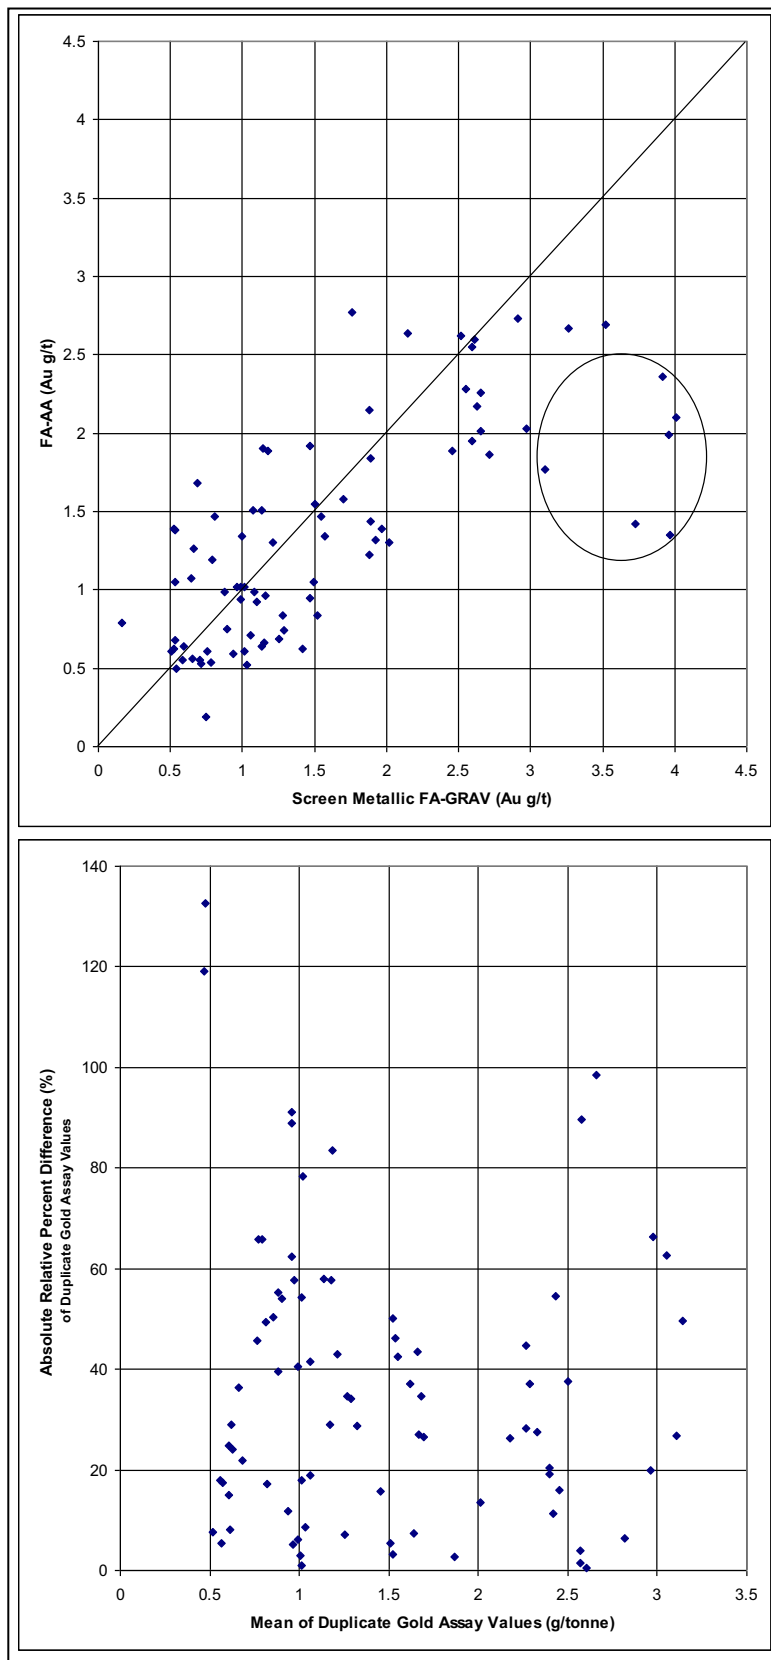 4.5
4
3.5
3
2.5
2
1.5
1
0.5
0
FA-AA (Au g/t)
0 0.5 1 1.5 2 2.5 3 3.5 4 4.5
Screen Metallic FA-GRAV (Au g/t)
140
120
100
80
60
40
20
0
Absolute Relative Percent Difference (%)
of Duplicate Gold Assay Values
0 0.5 1 1.5 2 2.5 3 3.5
Mean of Duplicate Gold Assay Values (g/tonne)